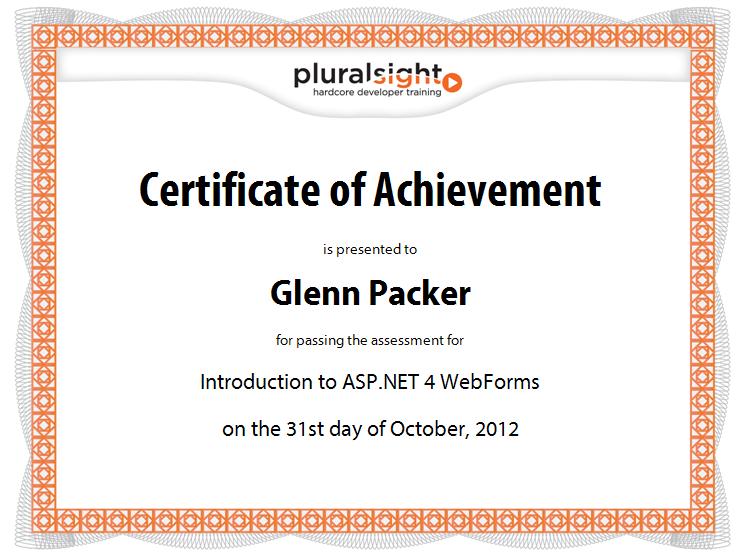 pluralsight
hardcore developer training
Certificate of Achievement
is presented to
Glenn Packer
for passing the assessment for
Introduction to ASP.NET 4 WebForms
on the 31st day of October, 2012